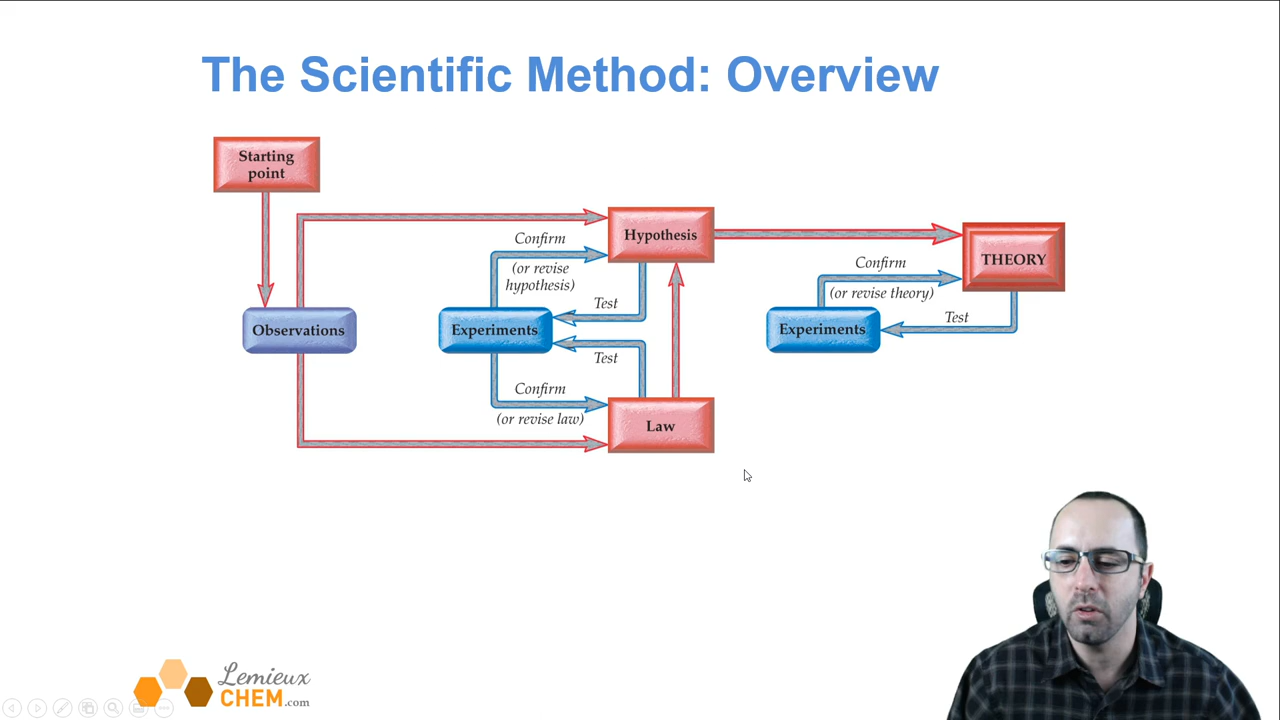 The Scientific Method: Overview
Starting
point
Hypothesis
Confirm
(or revise
hypothesis)
Test
THEORY
Confirm
(or revise theory)
Test
Observations
Experiments
Experiments
Test
Confirm
(or revise law)
Law
Lemieux
CHEM.com